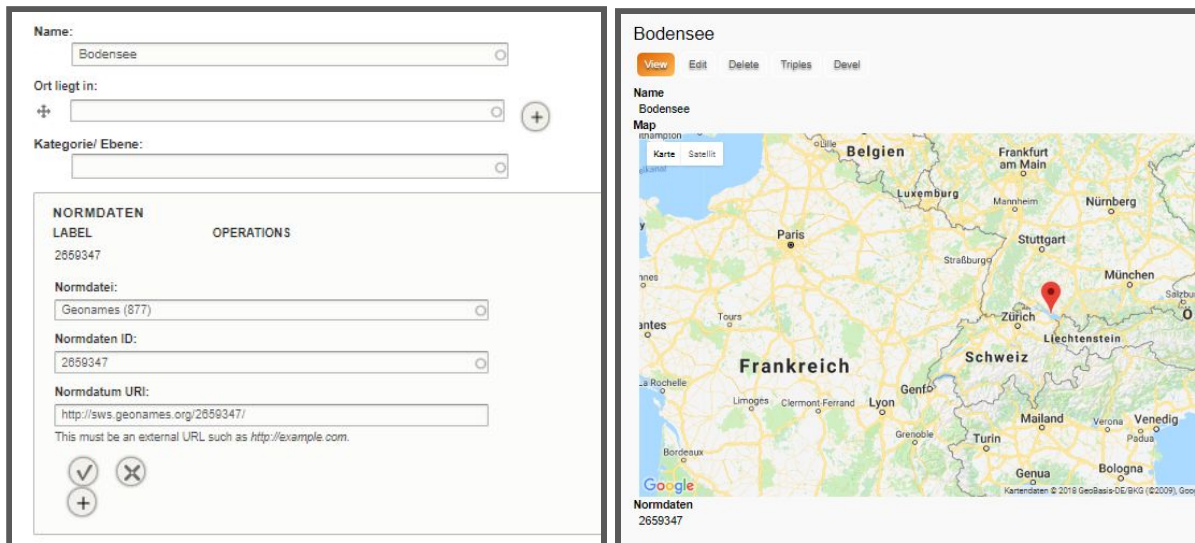 Name:
Bodensee
Ort liegt in:
Kategorie/ Ebene:
NORMDATEN
LABEL OPERATIONS
2659347
Normdatei:
Geonames (877)
Normdaten ID:
2659347
Normdatum URI:
http://sws.geonames.org/2659347/
This must be an external URL such as http://example.com.
Bodensee
View Edit Delete Triples Devel
Name
Bodensee
Map
Karte Satellit
Lille
Belgien
Frankfurt
am Main
Luxemburg
Mannheim
Nürnberg
Paris
Stuttgart
Straßburg
München
Salzbu
Tours
Zürich
Ö
Liechtenstein
antes
Schweiz
Frankreich
La Rochelle
Genf
Limoges Clermont-Ferrand Lyon
Mailand Verona Venedig
Grenoble
Turin
Padua
Bordeaux
Genua
Bologna
Google
Kartendaten © 2018 GeoBasis-DE/BKG (©2009), Goog
Normdaten
2659347